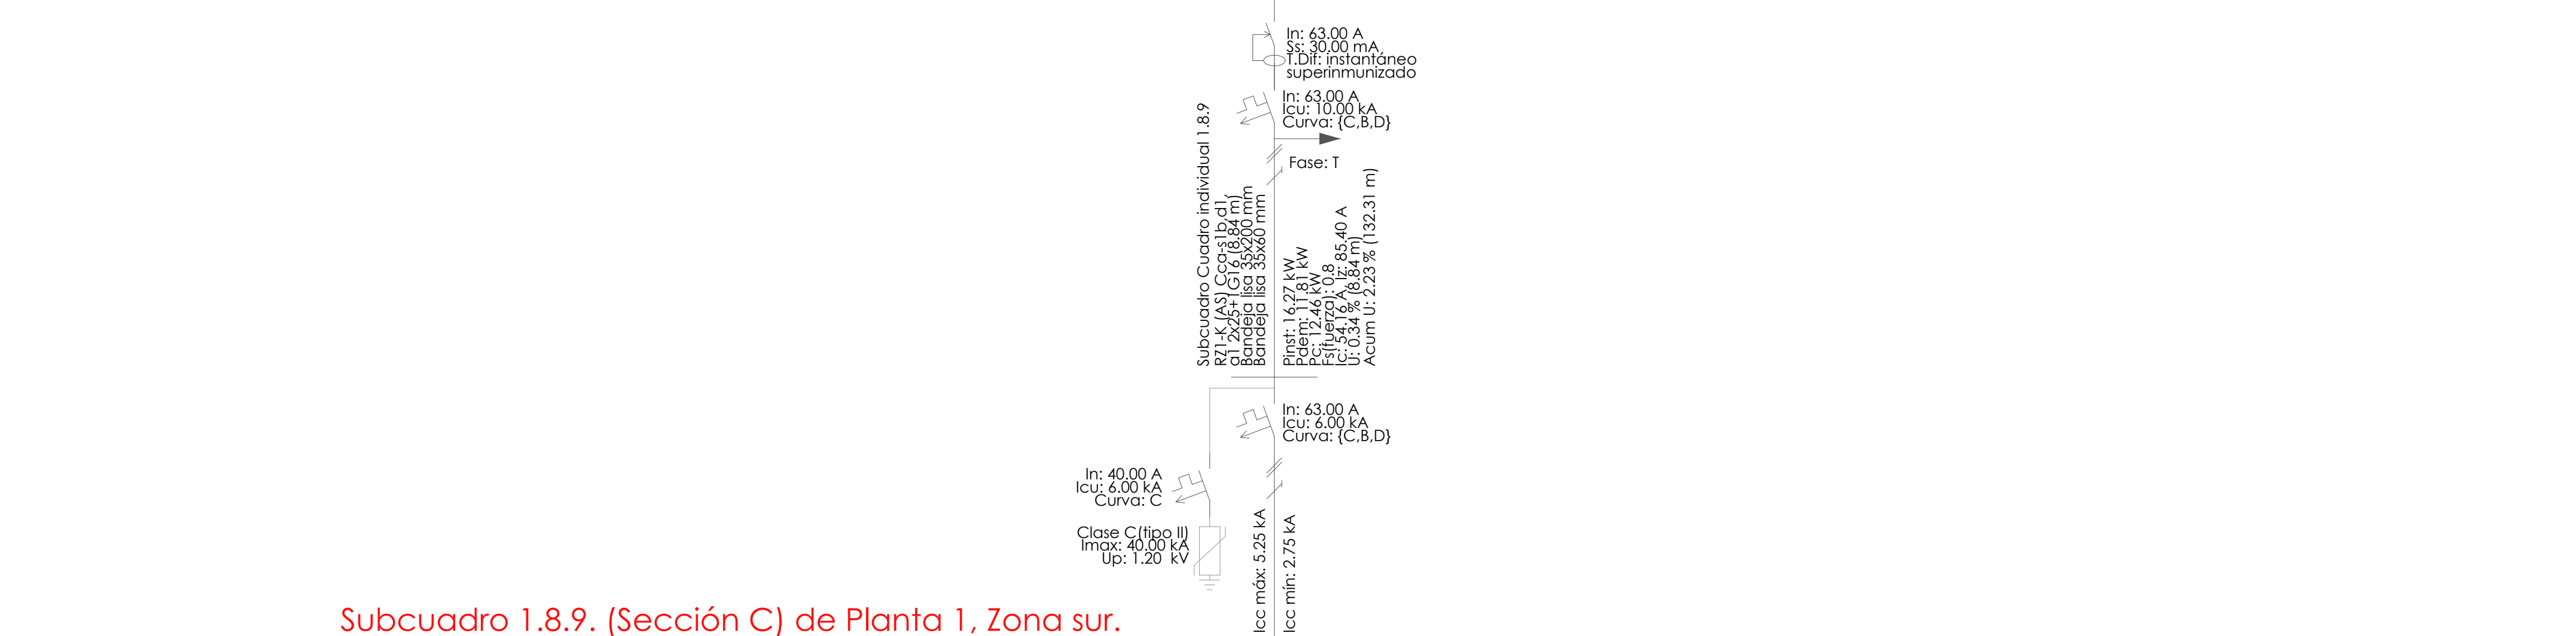 In: 63.00 A
Ss: 30.00 mA
T.Dif: instantáneo
superinmunizado
In: 63.00 A
Icu: 10.00 kA
Curva: {C,B,D}
Fase: T
Subcuadro Cuadro individual 1.8.9
RZ1-K (AS) Cca-s1b,d1,
a1 2x25+1G16 (8.84 m)
Bandeja lisa 35x200 mm
Bandeja lisa 35x60 mm
Pinst: 16.27 kW
Pdem: 11.81 kW
Pc: 12.46 kW
Fs(fuerza): 0.8
Ic: 54.16 A, Iz: 85.40 A
U: 0.34 % (8.84 m)
Acum U: 2.23 % (132.31 m)
In: 63.00 A
Icu: 6.00 kA
Curva: {C,B,D}
In: 40.00 A
Icu: 6.00 kA
Curva: C
Clase C(tipo II)
Imax: 40.00 kA
Up: 1.20 kV
Icc máx: 5.25 kA
Icc mín: 2.75 kA
Subcuadro 1.8.9. (Sección C) de Planta 1, Zona sur.